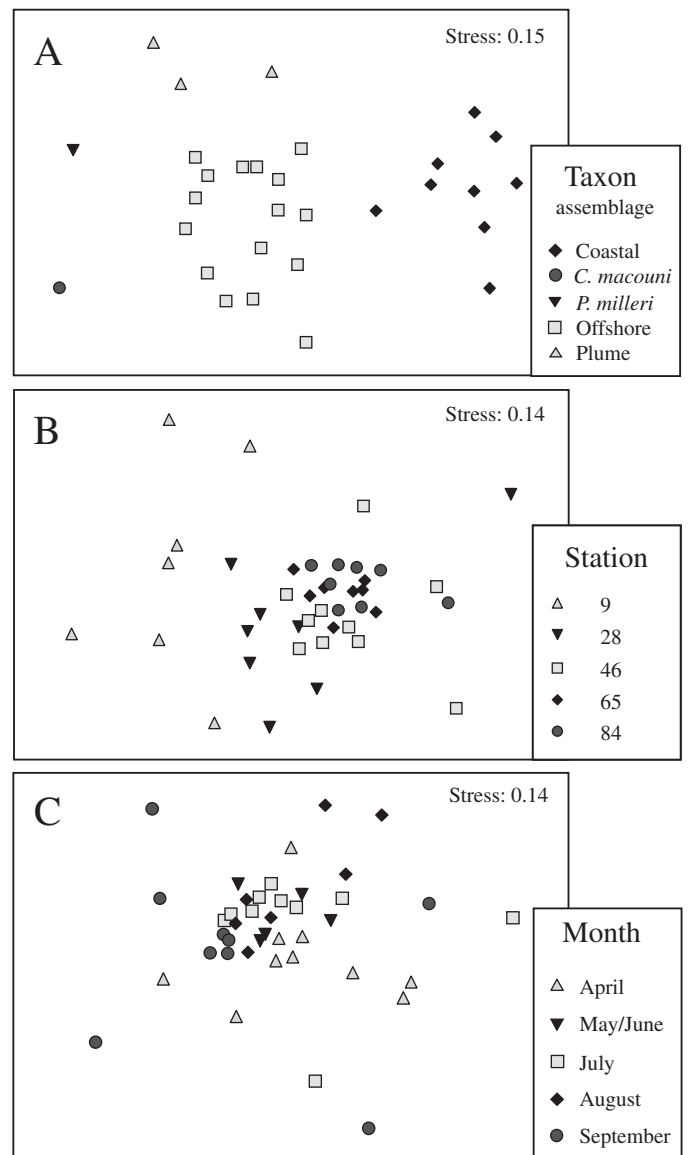 A
Stress: 0.15
Taxon
assemblage
Coastal
C. macouni
P. milleri
Offshore
Plume
B
Stress: 0.14
Station
9
28
46
65
84
C
Stress: 0.14
Month
April
May/June
July
August
September